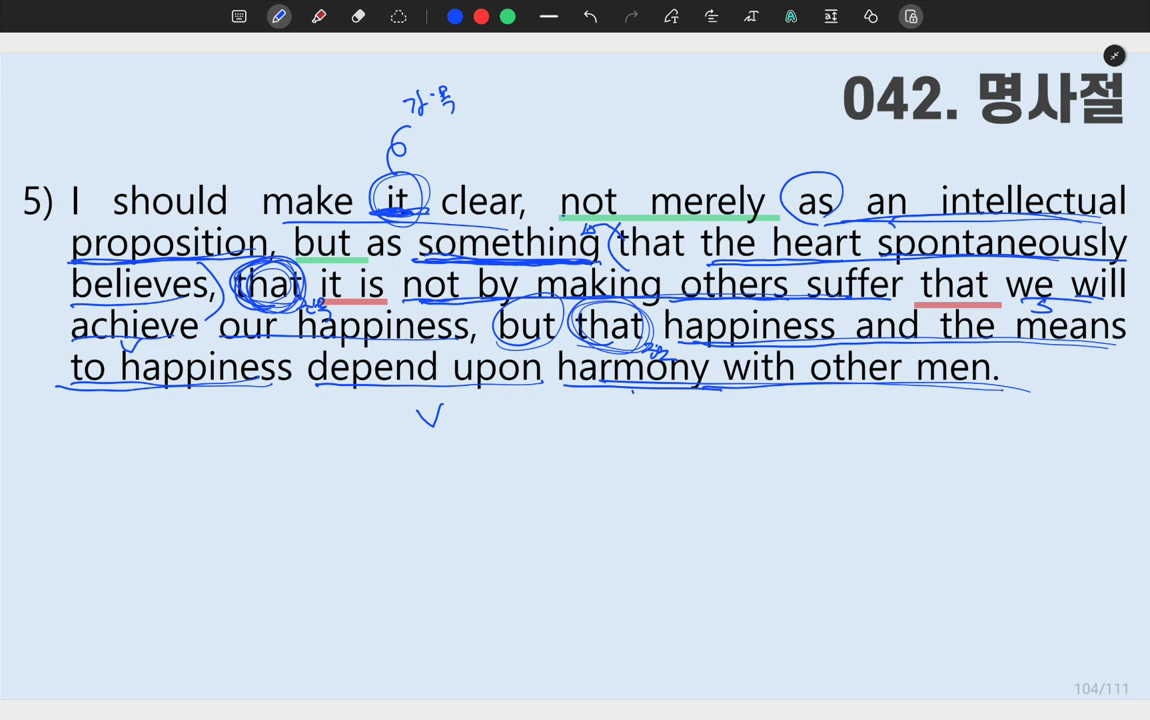 042. 명사절
가·목
5) I should make it clear, not merely as an intellectual
proposition, but as something that the heart spontaneously
believes, that it is not by making others suffer that we will
S
achieve our happiness, but that happiness and the means
V
to happiness depend upon harmony with other men.
V
104/111